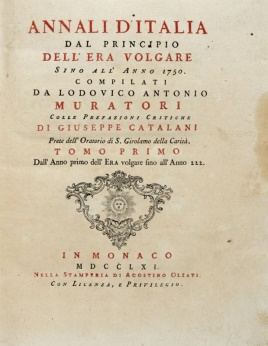 ANNALI D'ITALIA
DAL PRINCIPIO
DELL'ERA VOLGARE
SINO ALL'ANNO 1750.
COMPILATI
DA LODOVICO ANTONIO
MURATORI
COLLE PREFAZIONI CRITICHE
DI GIUSEPPE CATALANI
Prete dell'Oratorio di S. Girolamo della Carità.
TOMO PRIMO
Dall'Anno primo dell'ERA volgare fino all'Anno 222.
IN MONACO
MDCCLXI.
NELLA STAMPERIA DI AGOSTINO OLZATI.
CON LICENZA, E PRIVILEGIO.